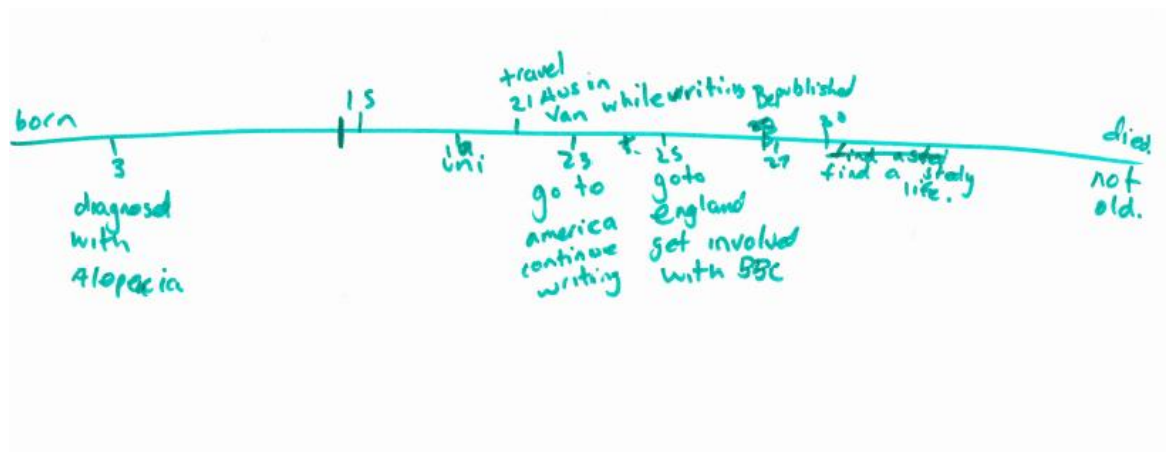 born
3
diagnosed
with
Alopecia
15
uni
travel
21 Aus in
van while writing
23
go to
america
continue
writing
25
go to
england
get involved
with BBC
Be published
27
30
find a stedy
life.
died.
not
old.